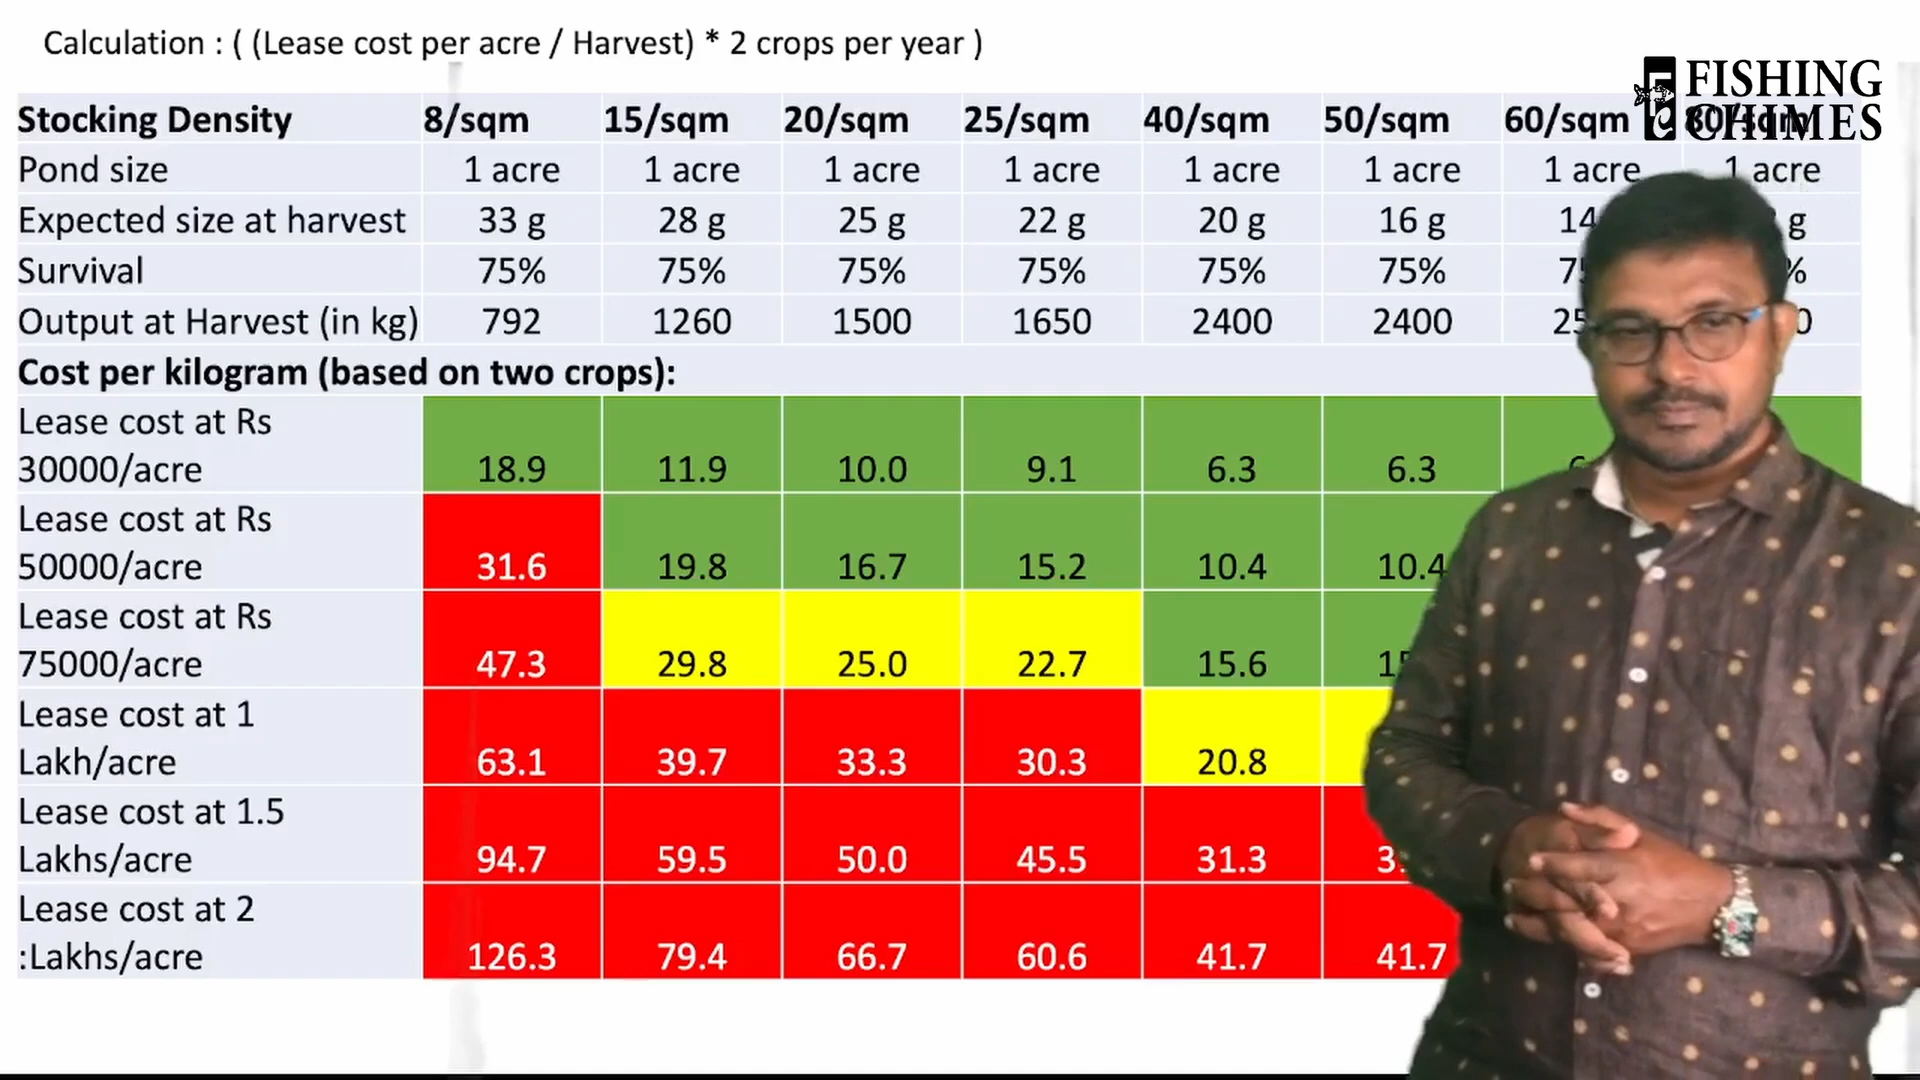 Calculation : ( (Lease cost per acre / Harvest) * 2 crops per year )
FISHING
CHIMES
Stocking Density 8/sqm 15/sqm 20/sqm 25/sqm 40/sqm 50/sqm 60/sqm
Pond size 1 acre 1 acre 1 acre 1 acre 1 acre 1 acre 1 acre 1 acre
Expected size at harvest 33 g 28 g 25 g 22 g 20 g 16 g 14 g
Survival 75% 75% 75% 75% 75% 75%
Output at Harvest (in kg) 792 1260 1500 1650 2400 2400
Cost per kilogram (based on two crops):
Lease cost at Rs
30000/acre 18.9 11.9 10.0 9.1 6.3 6.3
Lease cost at Rs
50000/acre 31.6 19.8 16.7 15.2 10.4 10.4
Lease cost at Rs
75000/acre 47.3 29.8 25.0 22.7 15.6
Lease cost at 1
Lakh/acre 63.1 39.7 33.3 30.3 20.8
Lease cost at 1.5
Lakhs/acre 94.7 59.5 50.0 45.5 31.3
Lease cost at 2
:Lakhs/acre 126.3 79.4 66.7 60.6 41.7 41.7